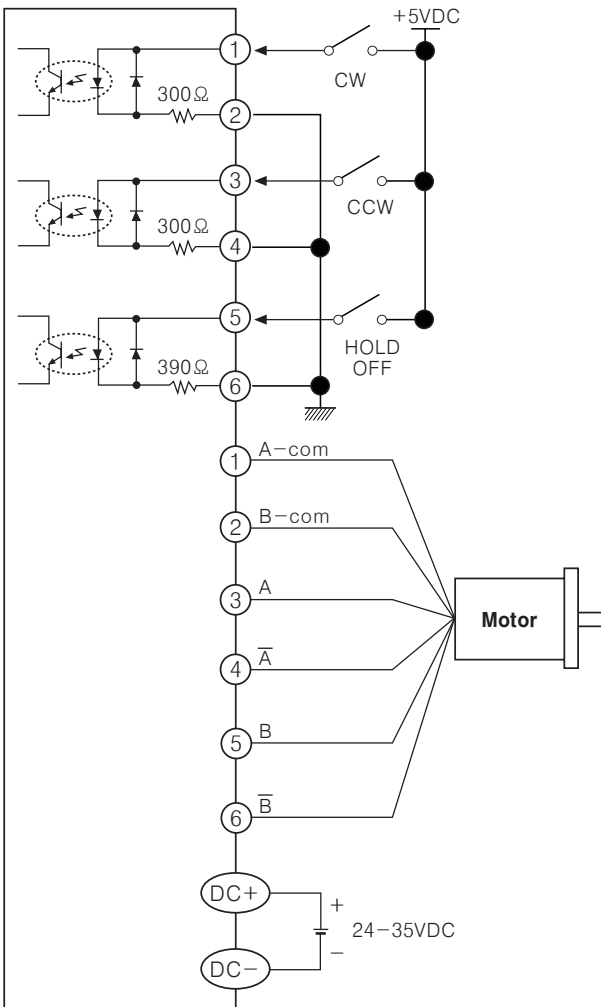 +5VDC
1
CW
300Ω
2
3
CCW
300Ω
4
5
HOLD
OFF
390Ω
6
1 A-com
2 B-com
3 A
Motor
4 A̅
5 B
6 B̅
DC+
+
24-35VDC
−
DC−